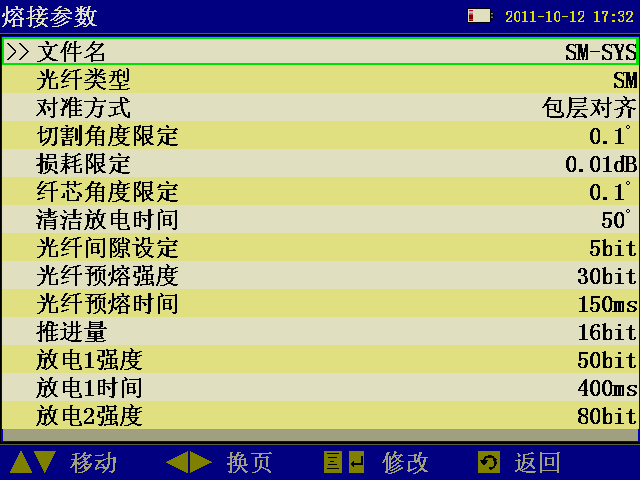 熔接参数 2011-10-12 17:32
>> 文件名 SM-SYS
光纤类型 SM
对准方式 包层对齐
切割角度限定 0.1°
损耗限定 0.01dB
纤芯角度限定 0.1°
清洁放电时间 50°
光纤间隙设定 5bit
光纤预熔强度 30bit
光纤预熔时间 150ms
推进量 16bit
放电1强度 50bit
放电1时间 400ms
放电2强度 80bit
移动 换页 修改 返回